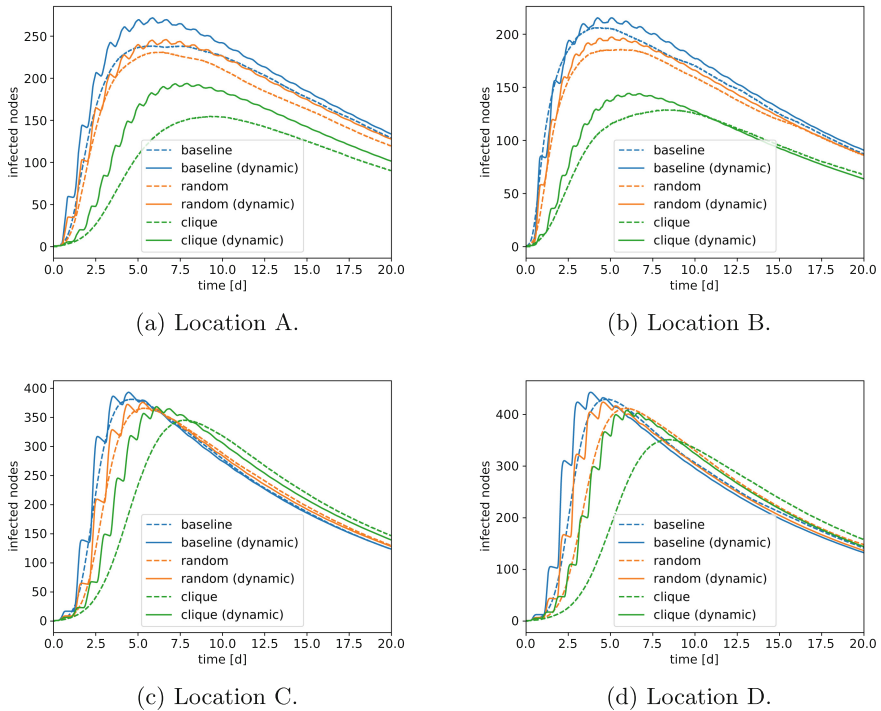 infected nodes
250
200
150
100
50
0
baseline
baseline (dynamic)
random
random (dynamic)
clique
clique (dynamic)
0.0 2.5 5.0 7.5 10.0 12.5 15.0 17.5 20.0
time [d]
(a) Location A.
infected nodes
200
150
100
50
0
baseline
baseline (dynamic)
random
random (dynamic)
clique
clique (dynamic)
0.0 2.5 5.0 7.5 10.0 12.5 15.0 17.5 20.0
time [d]
(b) Location B.
infected nodes
400
350
300
250
200
150
100
50
0
baseline
baseline (dynamic)
random
random (dynamic)
clique
clique (dynamic)
0.0 2.5 5.0 7.5 10.0 12.5 15.0 17.5 20.0
time [d]
(c) Location C.
infected nodes
400
300
200
100
0
baseline
baseline (dynamic)
random
random (dynamic)
clique
clique (dynamic)
0.0 2.5 5.0 7.5 10.0 12.5 15.0 17.5 20.0
time [d]
(d) Location D.